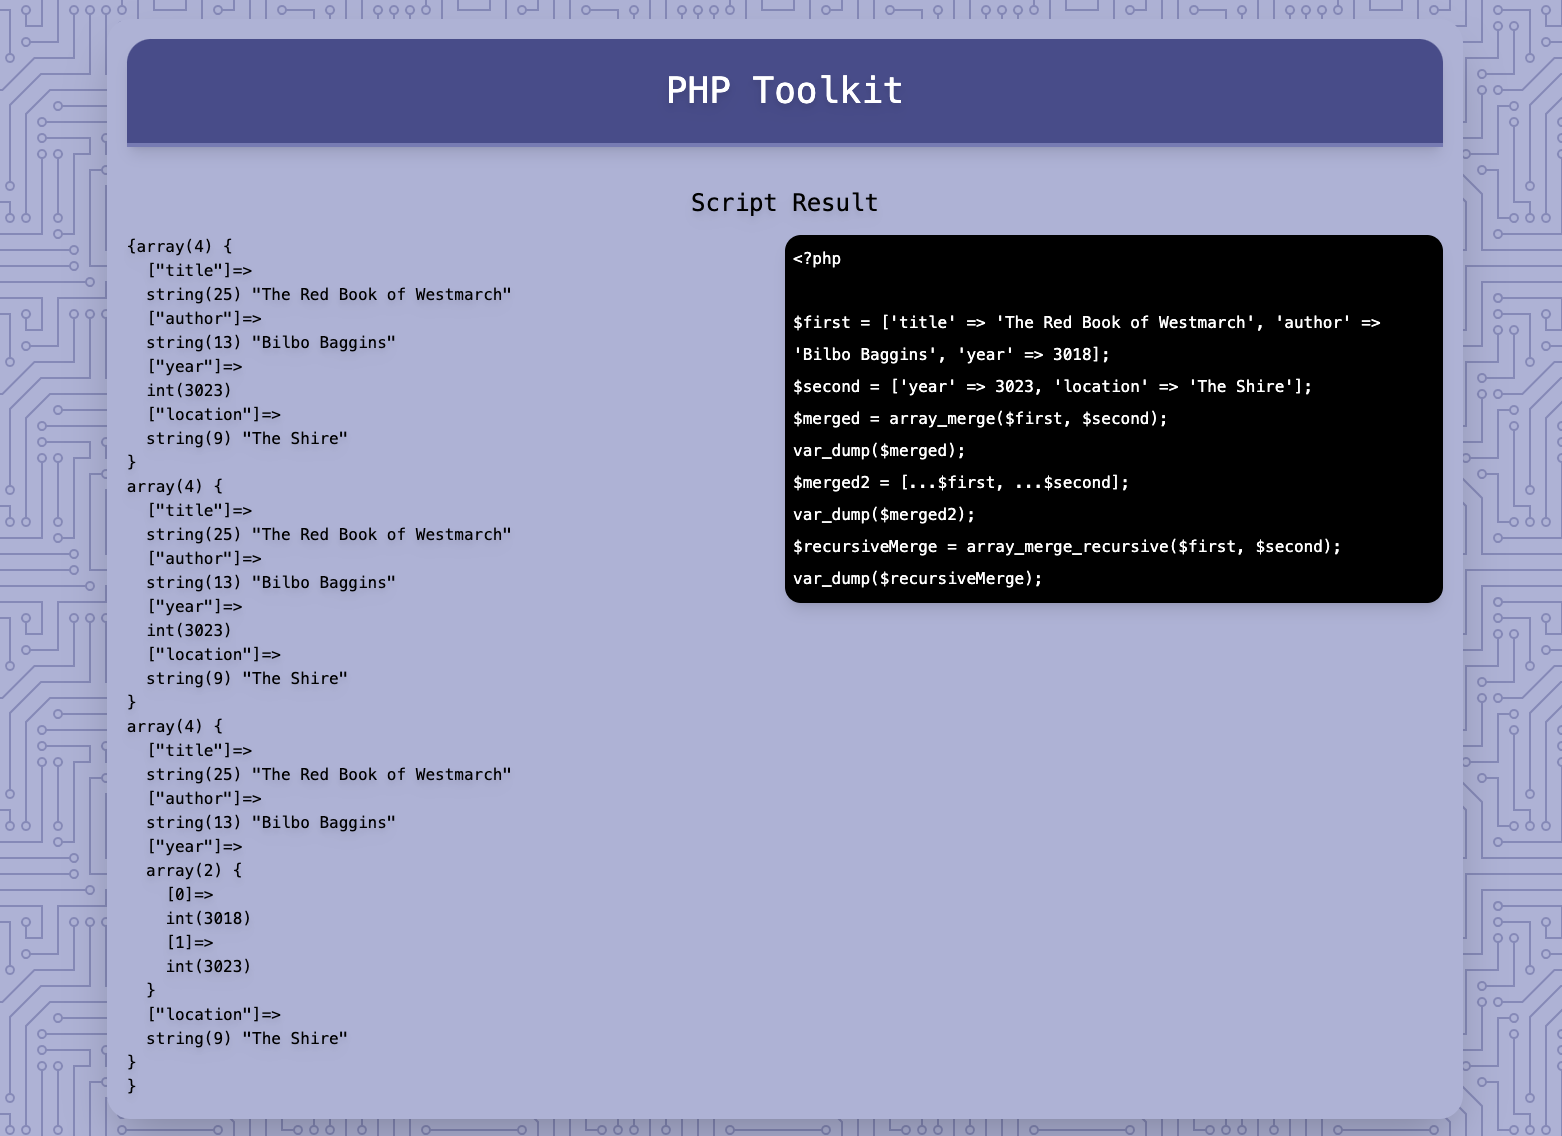 PHP Toolkit
Script Result
{array(4) {
  ["title"]=>
  string(25) "The Red Book of Westmarch"
  ["author"]=>
  string(13) "Bilbo Baggins"
  ["year"]=>
  int(3023)
  ["location"]=>
  string(9) "The Shire"
}
array(4) {
  ["title"]=>
  string(25) "The Red Book of Westmarch"
  ["author"]=>
  string(13) "Bilbo Baggins"
  ["year"]=>
  int(3023)
  ["location"]=>
  string(9) "The Shire"
}
array(4) {
  ["title"]=>
  string(25) "The Red Book of Westmarch"
  ["author"]=>
  string(13) "Bilbo Baggins"
  ["year"]=>
  array(2) {
    [0]=>
    int(3018)
    [1]=>
    int(3023)
  }
  ["location"]=>
  string(9) "The Shire"
}
}
<?php
$first = ['title' => 'The Red Book of Westmarch', 'author' =>
'Bilbo Baggins', 'year' => 3018];
$second = ['year' => 3023, 'location' => 'The Shire'];
$merged = array_merge($first, $second);
var_dump($merged);
$merged2 = [...$first, ...$second];
var_dump($merged2);
$recursiveMerge = array_merge_recursive($first, $second);
var_dump($recursiveMerge);